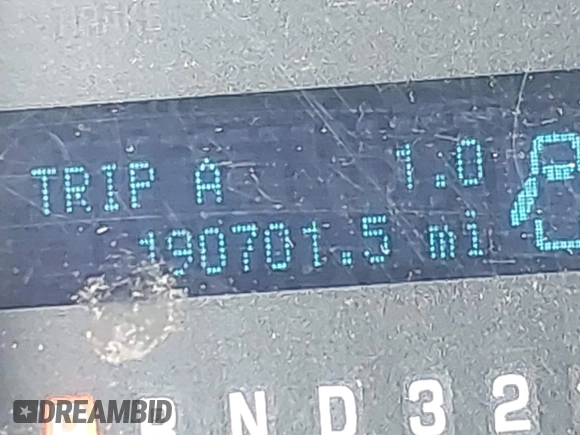 TRIP A 1.0
190701.5 mi
R N D 3 2
DREAMBID